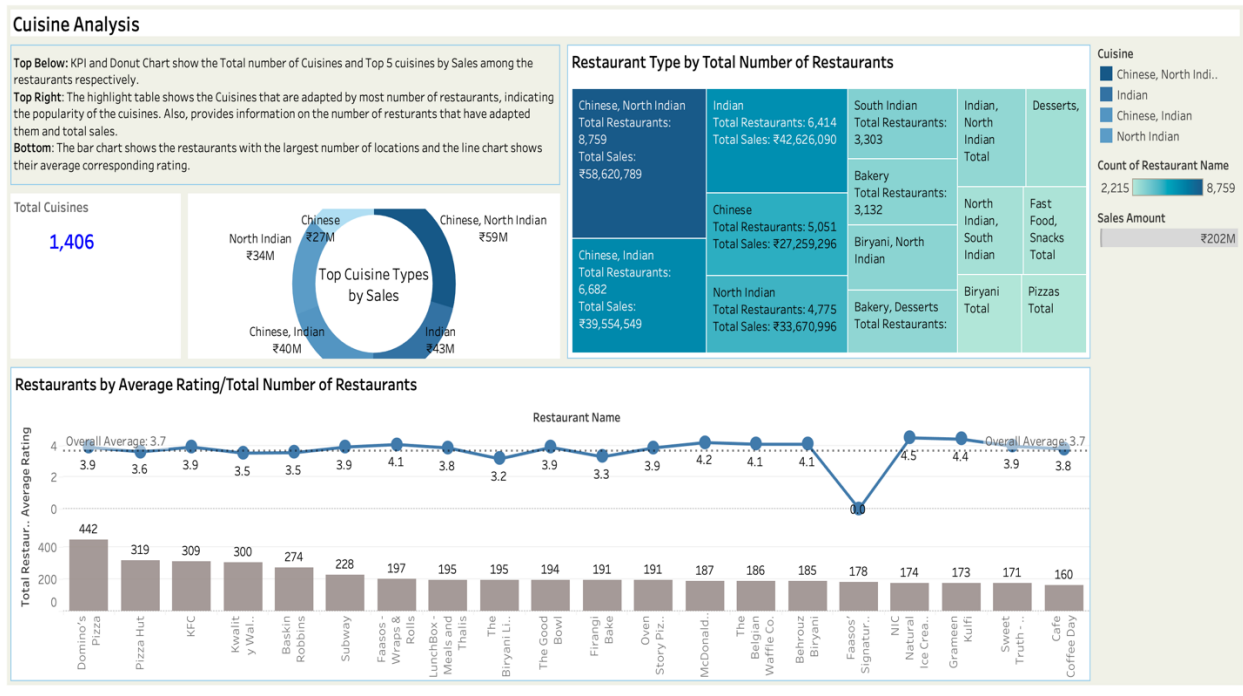 Cuisine Analysis
Top Below: KPI and Donut Chart show the Total number of Cuisines and Top 5 cuisines by Sales among the
restaurants respectively.
Top Right: The highlight table shows the Cuisines that are adapted by most number of restaurants, indicating
the popularity of the cuisines. Also, provides information on the number of resturants that have adapted
them and total sales.
Bottom: The bar chart shows the restaurants with the largest number of locations and the line chart shows
their average corresponding rating.
Total Cuisines
1,406
Chinese
₹27M
North Indian
₹34M
Chinese, North Indian
₹59M
Top Cuisine Types
by Sales
Chinese, Indian
₹40M
Indian
₹43M
Restaurant Type by Total Number of Restaurants
Chinese, North Indian
Total Restaurants:
8,759
Total Sales:
₹58,620,789
Chinese, Indian
Total Restaurants:
6,682
Total Sales:
₹39,554,549
Indian
Total Restaurants: 6,414
Total Sales: ₹42,626,090
Chinese
Total Restaurants: 5,051
Total Sales: ₹27,259,296
North Indian
Total Restaurants: 4,775
Total Sales: ₹33,670,996
South Indian
Total Restaurants:
3,303
Bakery
Total Restaurants:
3,132
Biryani, North
Indian
Bakery, Desserts
Total Restaurants:
Indian,
North
Indian
Total
North
Indian,
South
Indian
Biryani
Total
Desserts,
Fast
Food,
Snacks
Total
Pizzas
Total
Cuisine
Chinese, North Indi..
Indian
Chinese, Indian
North Indian
Count of Restaurant Name
2,215 8,759
Sales Amount
₹202M
Restaurants by Average Rating/Total Number of Restaurants
Restaurant Name
Average Rating
4
2
0
Overall Average: 3.7
Overall Average: 3.7
3.9 3.6 3.9 3.5 3.5 3.9 4.1 3.8 3.2 3.9 3.3 3.9 4.2 4.1 4.1 0.0 4.5 4.4 3.9 3.8
Total Restaur..
400
200
0
442 319 309 300 274 228 197 195 195 194 191 191 187 186 185 178 174 173 171 160
Domino's
Pizza
Pizza Hut
KFC
Kwalit
y Wal..
Baskin
Robbins
Subway
Faasos -
Wraps &
Rolls
LunchBox -
Meals and
Thalis
The
Biryani Li..
The Good
Bowl
Firangi
Bake
Oven
Story Piz..
McDonald..
The
Belgian
Waffle Co.
Behrouz
Biryani
Faasos'
Signatur..
NIC
Natural
Ice Crea..
Grameen
Kulfi
Sweet
Truth - ..
Cafe
Coffee Day